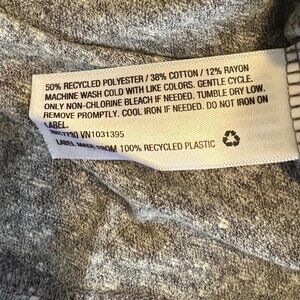 50% RECYCLED POLYESTER / 38% COTTON / 12% RAYON
MACHINE WASH COLD WITH LIKE COLORS. GENTLE CYCLE.
ONLY NON-CHLORINE BLEACH IF NEEDED. TUMBLE DRY LOW.
REMOVE PROMPTLY. COOL IRON IF NEEDED. DO NOT IRON ON
LABEL.
VN1031395
LABEL MADE FROM 100% RECYCLED PLASTIC